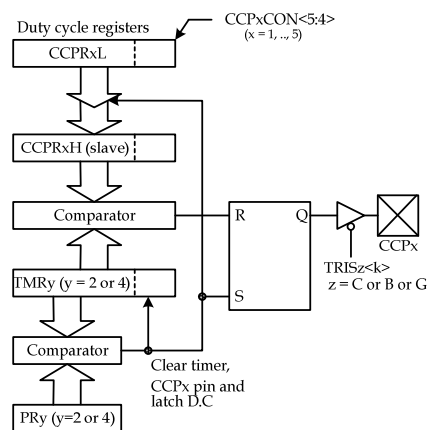 Duty cycle registers
CCPxCON<5:4>
(x = 1, .., 5)
CCPRxL
CCPRxH (slave)
Comparator
R
Q
S
CCPx
TRISz<k>
z = C or B or G
TMRy (y = 2 or 4)
Comparator
Clear timer,
CCPx pin and
latch D.C
PRy (y=2 or 4)